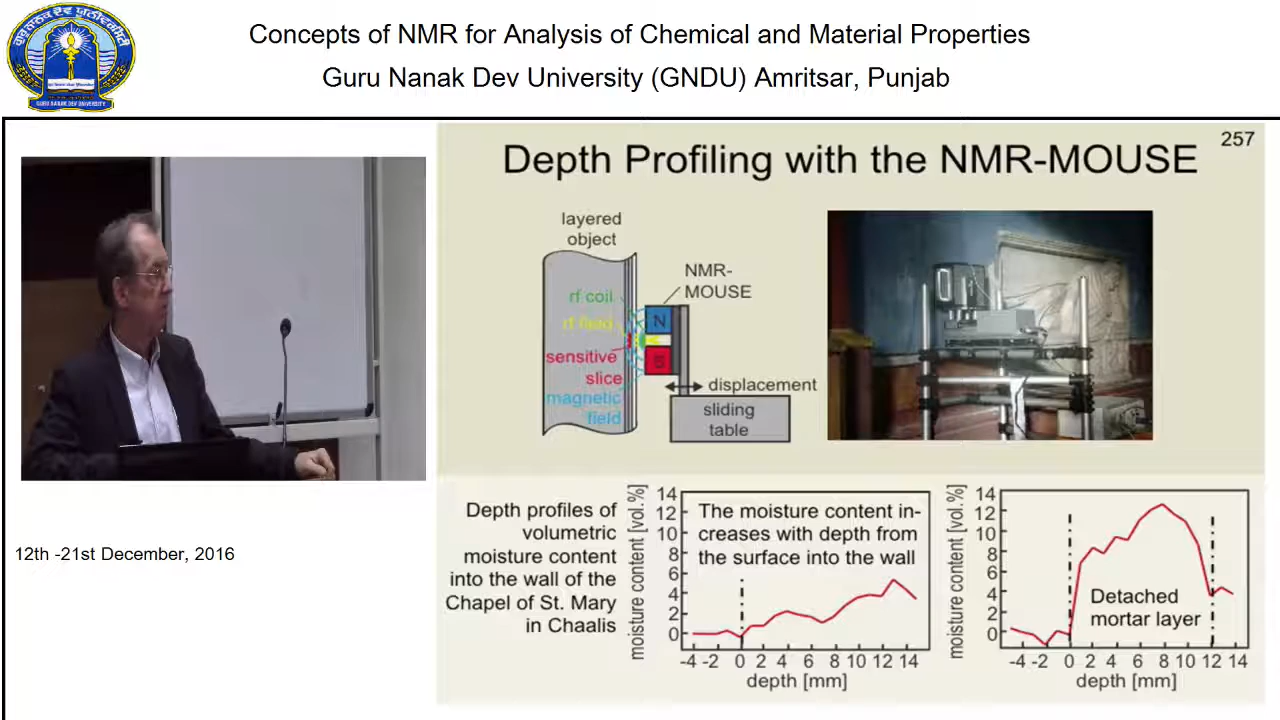 Concepts of NMR for Analysis of Chemical and Material Properties
Guru Nanak Dev University (GNDU) Amritsar, Punjab
ਗੁਰੂ ਨਾਨਕ ਦੇਵ ਯੂਨੀਵਰਸਿਟੀ
GURU NANAK DEV UNIVERSITY
257
Depth Profiling with the NMR-MOUSE
layered
object
NMR-
MOUSE
rf coil
rf field
sensitive
slice
magnetic
field
N
S
displacement
sliding
table
12th -21st December, 2016
Depth profiles of
volumetric
moisture content
into the wall of the
Chapel of St. Mary
in Chaalis
moisture content [vol.%]
14
12
10
8
6
4
2
0
The moisture content in-
creases with depth from
the surface into the wall
-4 -2 0 2 4 6 8 10 12 14
depth [mm]
moisture content [vol.%]
14
12
10
8
6
4
2
0
Detached
mortar layer
-4 -2 0 2 4 6 8 10 12 14
depth [mm]